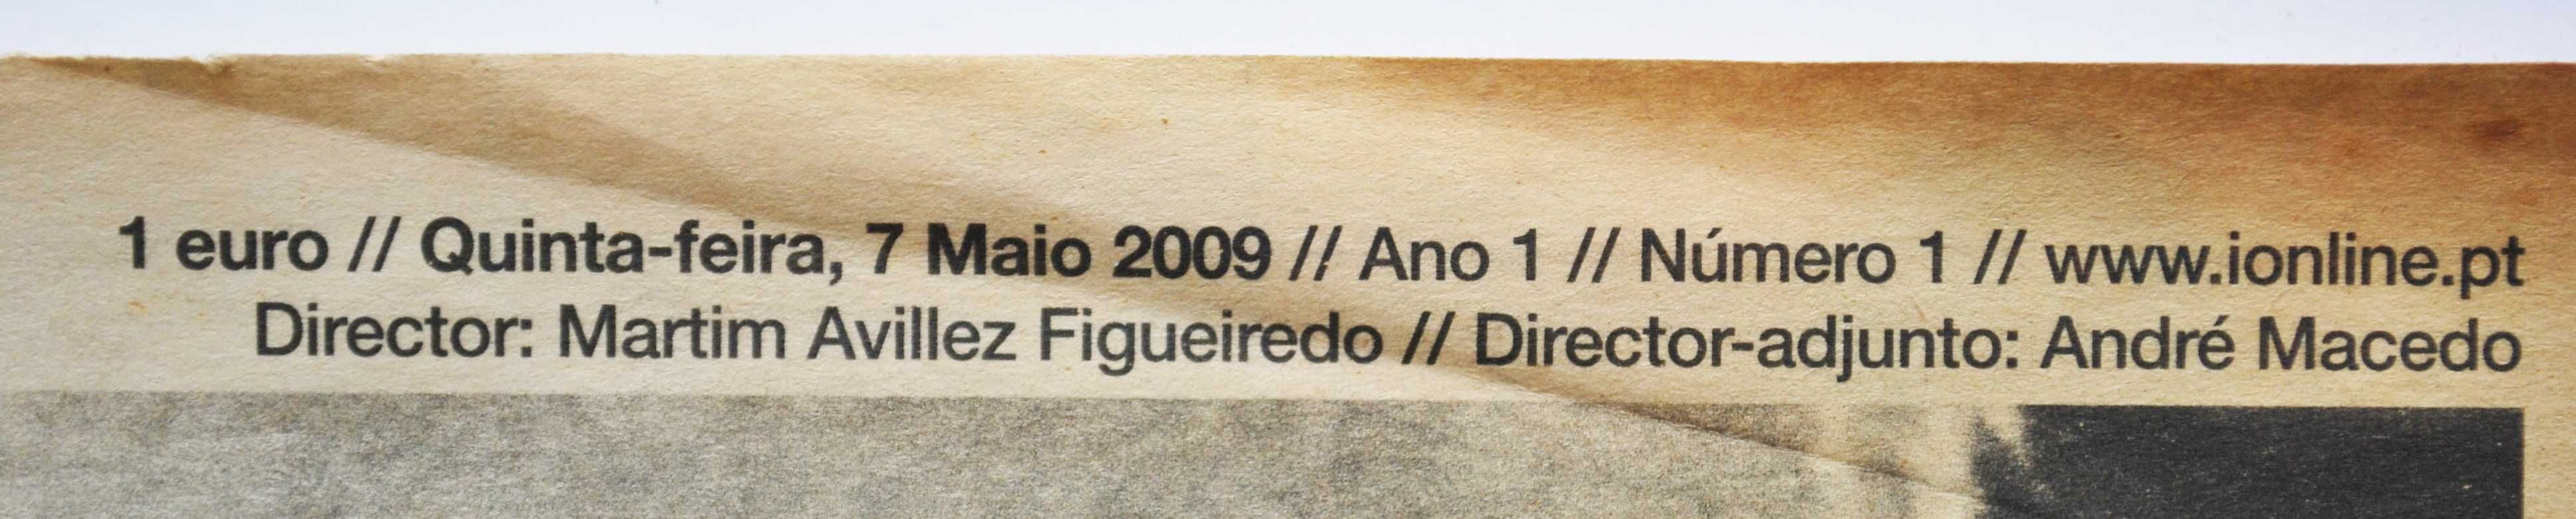 1 euro // Quinta-feira, 7 Maio 2009 // Ano 1 // Número 1 // www.ionline.pt
Director: Martim Avillez Figueiredo // Director-adjunto: André Macedo